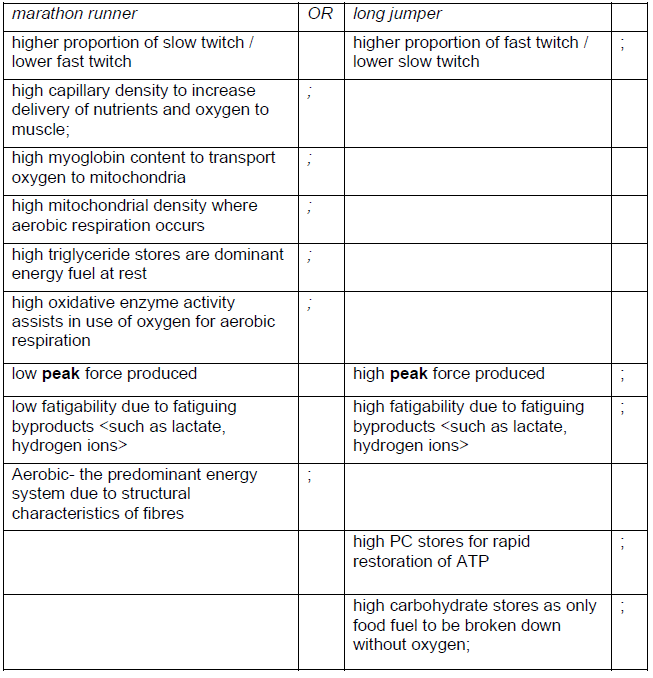 marathon runner OR long jumper
higher proportion of slow twitch / higher proportion of fast twitch / ;
lower fast twitch lower slow twitch
high capillary density to increase ;
delivery of nutrients and oxygen to
muscle;
high myoglobin content to transport ;
oxygen to mitochondria
high mitochondrial density where ;
aerobic respiration occurs
high triglyceride stores are dominant ;
energy fuel at rest
high oxidative enzyme activity ;
assists in use of oxygen for aerobic
respiration
low peak force produced high peak force produced ;
low fatigability due to fatiguing high fatigability due to fatiguing ;
byproducts <such as lactate, byproducts <such as lactate,
hydrogen ions> hydrogen ions>
Aerobic- the predominant energy ;
system due to structural
characteristics of fibres
high PC stores for rapid ;
restoration of ATP
high carbohydrate stores as only ;
food fuel to be broken down
without oxygen;